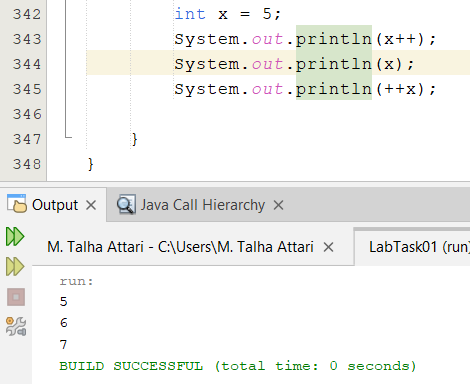 342 int x = 5;
343 System.out.println(x++);
344 System.out.println(x);
345 System.out.println(++x);
346
347 }
348 }
Output × Java Call Hierarchy ×
M. Talha Attari - C:\Users\M. Talha Attari × LabTask01 (run)
run:
5
6
7
BUILD SUCCESSFUL (total time: 0 seconds)